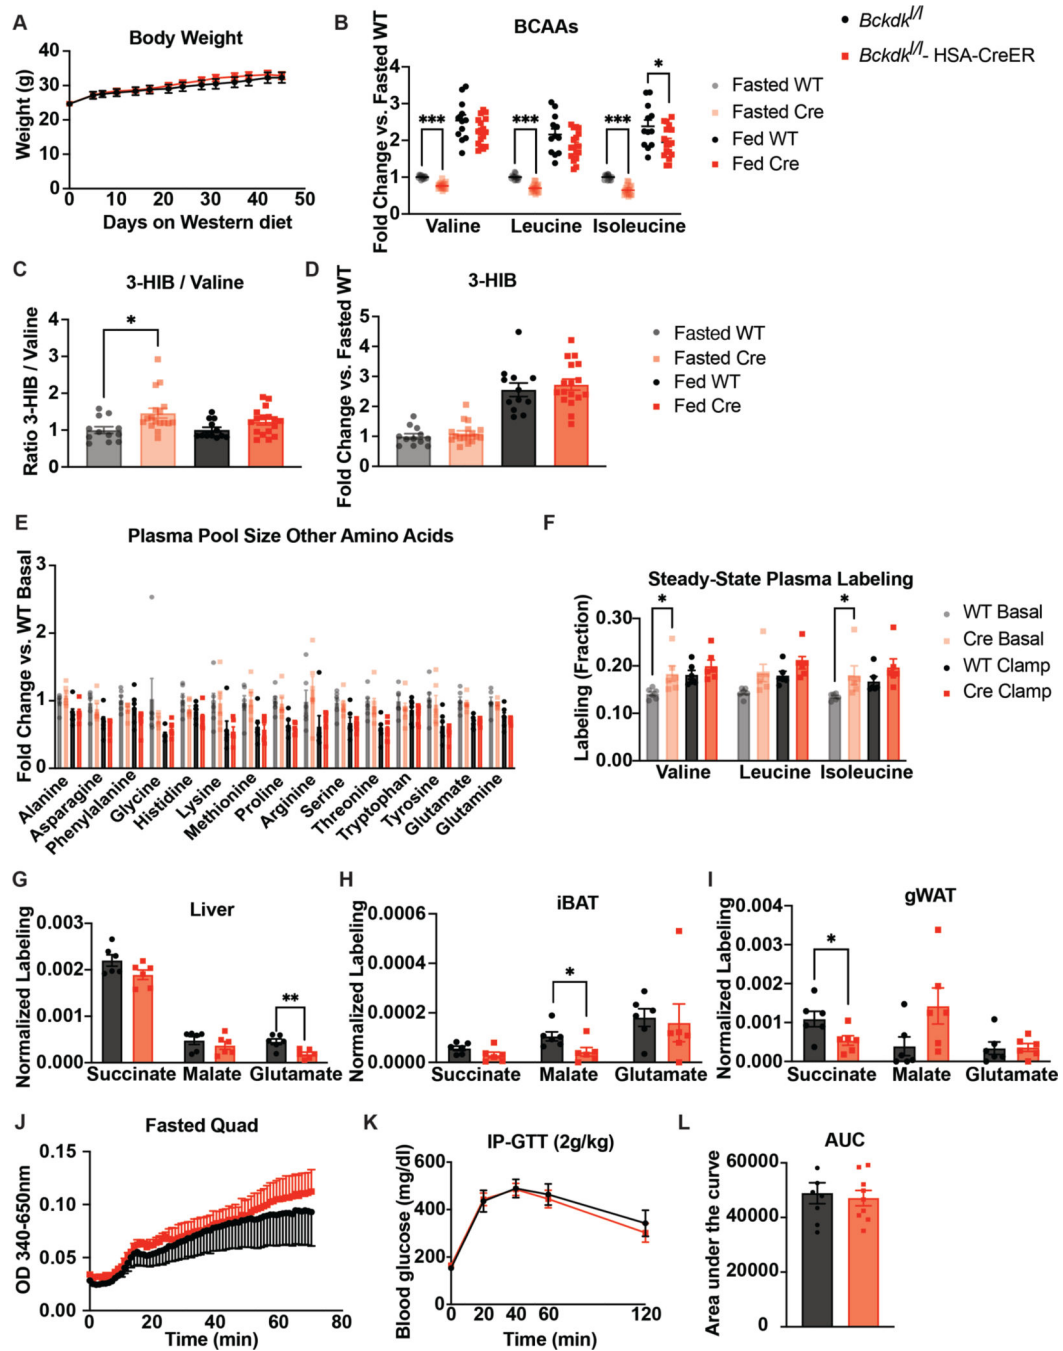 A
Body Weight
Weight (g)
40
30
20
10
0
0 10 20 30 40 50
Days on Western diet
B
BCAAs
Fold Change vs. Fasted WT
4
3
2
1
0
***
***
***
*
Valine Leucine Isoleucine
Fasted WT
Fasted Cre
Fed WT
Fed Cre
Bckdk^l/l
Bckdk^l/l- HSA-CreER
C
3-HIB / Valine
Ratio 3-HIB / Valine
4
3
2
1
0
*
D
3-HIB
Fold Change vs. Fasted WT
5
4
3
2
1
0
Fasted WT
Fasted Cre
Fed WT
Fed Cre
E
Plasma Pool Size Other Amino Acids
Fold Change vs. WT Basal
3
2
1
0
Alanine
Asparagine
Phenylalanine
Glycine
Histidine
Lysine
Methionine
Proline
Arginine
Serine
Threonine
Tryptophan
Tyrosine
Glutamate
Glutamine
F
Steady-State Plasma Labeling
Labeling (Fraction)
0.30
0.20
0.10
0.00
*
*
Valine Leucine Isoleucine
WT Basal
Cre Basal
WT Clamp
Cre Clamp
G
Liver
Normalized Labeling
0.003
0.002
0.001
0.000
**
Succinate Malate Glutamate
H
iBAT
Normalized Labeling
0.0006
0.0004
0.0002
0.0000
*
Succinate Malate Glutamate
I
gWAT
Normalized Labeling
0.004
0.003
0.002
0.001
0.000
*
Succinate Malate Glutamate
J
Fasted Quad
OD 340-650nm
0.15
0.10
0.05
0.00
0 20 40 60 80
Time (min)
K
IP-GTT (2g/kg)
Blood glucose (mg/dl)
600
400
200
0
0 20 40 60 120
Time (min)
L
AUC
Area under the curve
60000
40000
20000
0